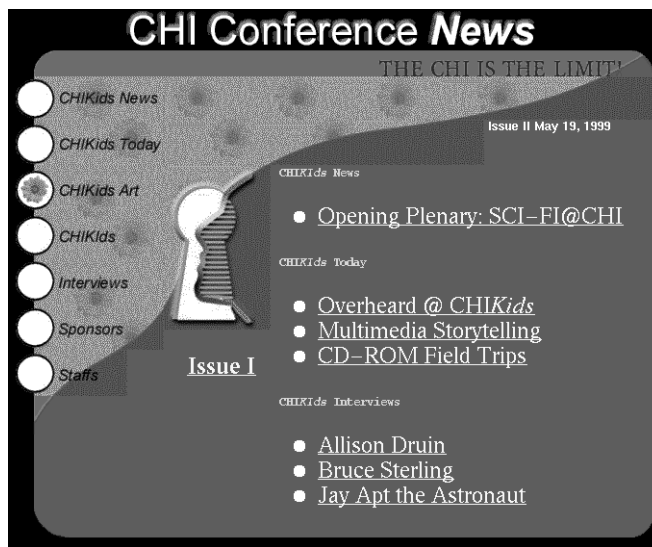 CHI Conference News
THE CHI IS THE LIMIT!
Issue II May 19, 1999
CHIKids News
CHIKids Today
CHIKids Art
CHIKIds
Interviews
Sponsors
Staffs
Issue I
CHIKIds News
Opening Plenary: SCI-FI@CHI
CHIKIds Today
Overheard @ CHIKids
Multimedia Storytelling
CD-ROM Field Trips
CHIKIds Interviews
Allison Druin
Bruce Sterling
Jay Apt the Astronaut